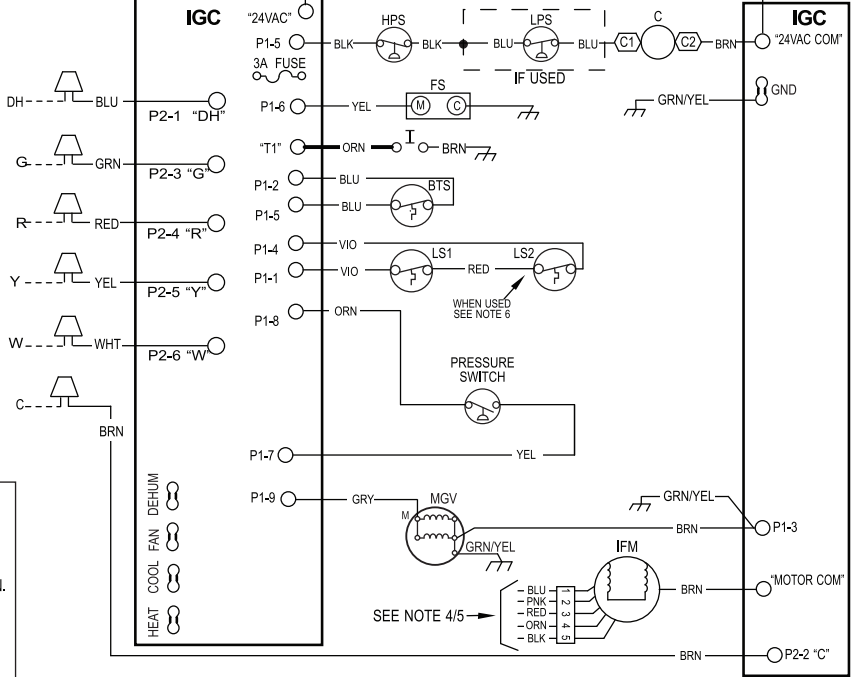 IGC
"24VAC"
HPS
LPS
C
IGC
P1-5
BLK
BLK
BLU
BLU
C1
C2
BRN
"24VAC COM"
3A FUSE
IF USED
FS
GND
DH
BLU
P2-1 "DH"
P1-6
YEL
M
C
GRN/YEL
"T1"
ORN
I
BRN
G
GRN
P2-3 "G"
P1-2
BLU
BTS
P1-5
BLU
R
RED
P2-4 "R"
P1-4
VIO
LS1
LS2
P1-1
VIO
RED
Y
YEL
P2-5 "Y"
WHEN USED
SEE NOTE 6
P1-8
ORN
W
WHT
P2-6 "W"
PRESSURE
SWITCH
C
BRN
P1-7
YEL
DEHUM
P1-9
GRY
MGV
M
GRN/YEL
BRN
P1-3
FAN
GRN/YEL
IFM
COOL
N.
BLU
1
PNK
2
RED
3
ORN
4
BLK
5
BRN
"MOTOR COM"
SEE NOTE 4/5
HEAT
BRN
P2-2 "C"